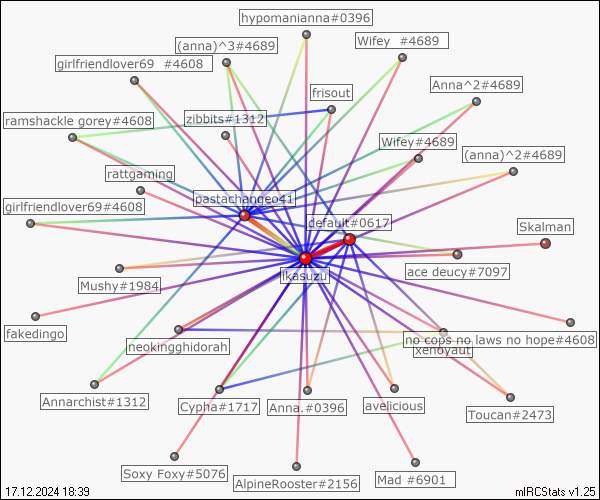 hypomanianna#0396
(anna)^3#4689
Wifey  #4689
girlfriendlover69  #4608
Anna^2#4689
frisout
ramshackle gorey#4608
zibbits#1312
Wifey#4689
(anna)^2#4689
rattgaming
pastachangeo41
girlfriendlover69#4608
default#0617
Skalman
ikasuzu
ace deucy#7097
Mushy#1984
fakedingo
neokingghidorah
no cops no laws no hope#4608
xenoyaut
Annarchist#1312
Cypha#1717
Anna.#0396
avelicious
Toucan#2473
Soxy Foxy#5076
AlpineRooster#2156
Mad #6901
17.12.2024 18:39
mIRCStats v1.25